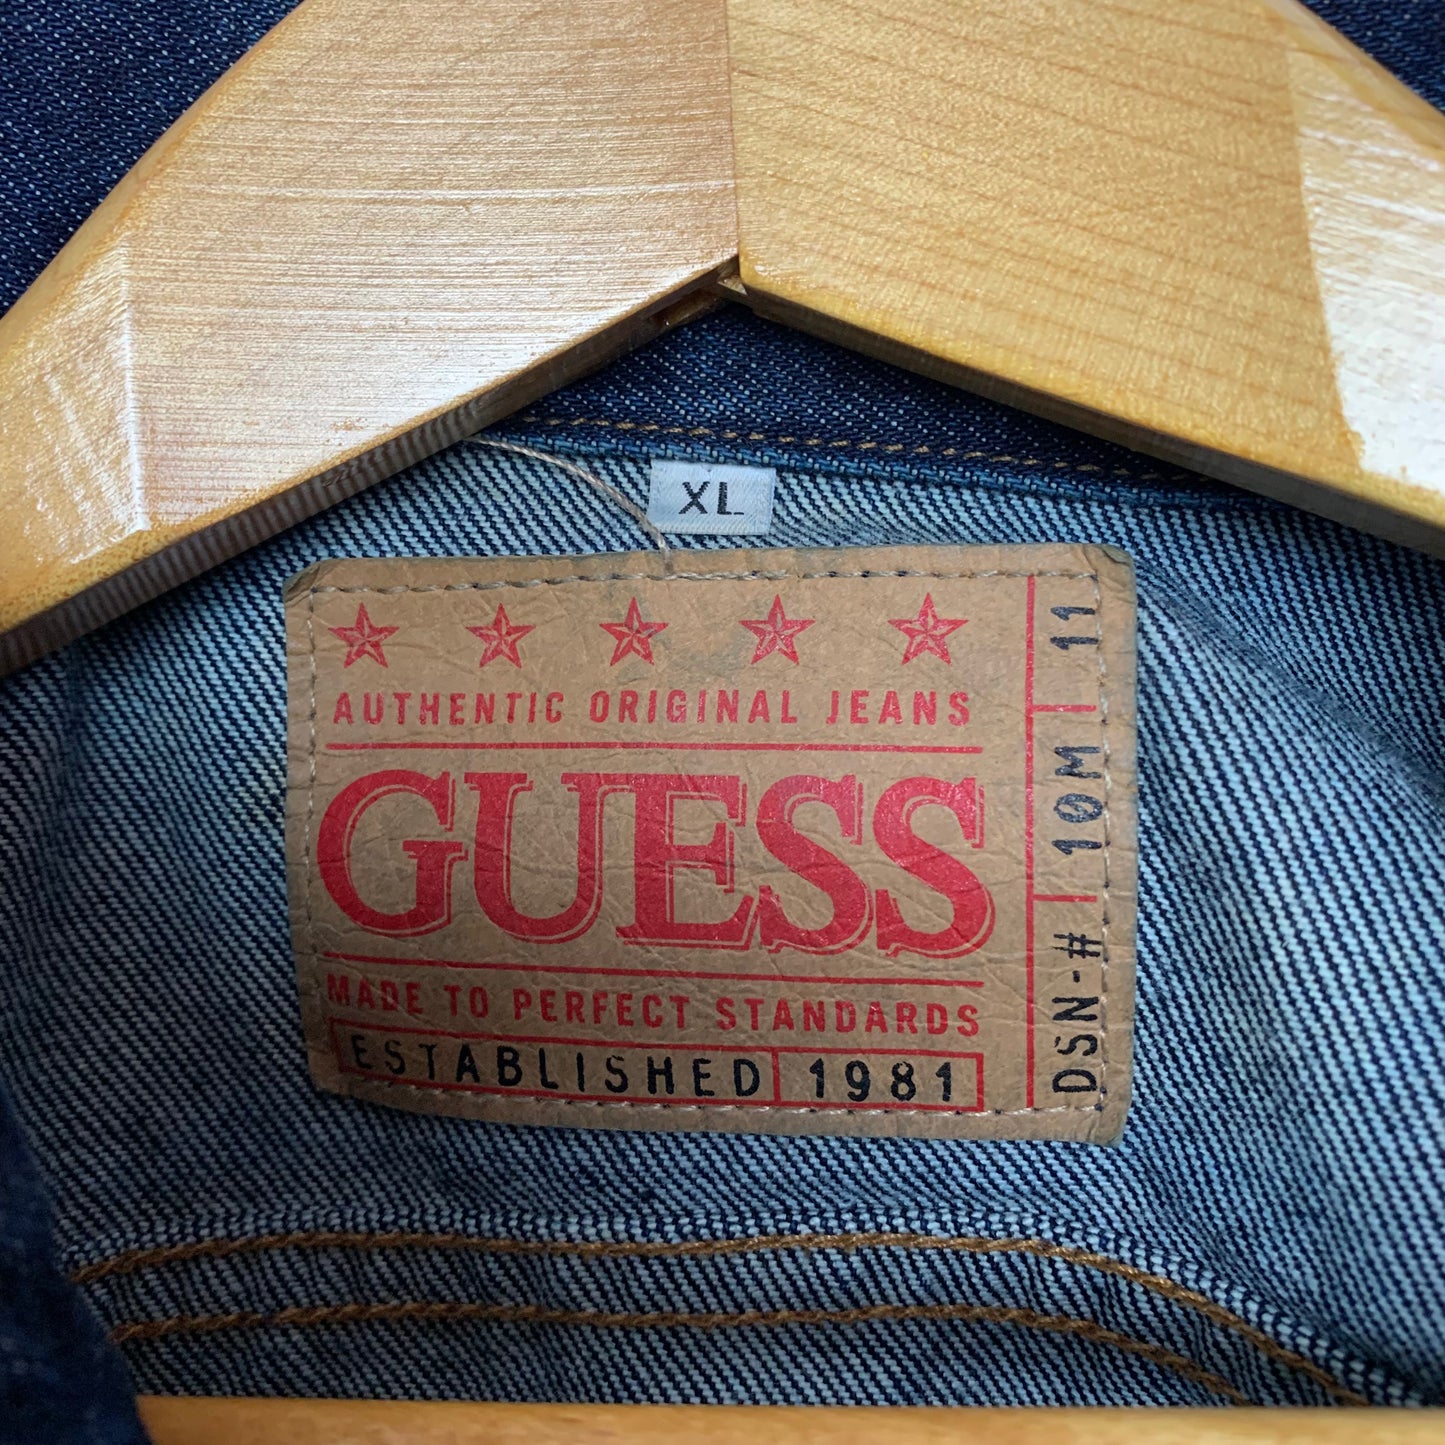 XL
AUTHENTIC ORIGINAL JEANS
GUESS
MADE TO PERFECT STANDARDS
ESTABLISHED 1981
DSN-# 10M 11